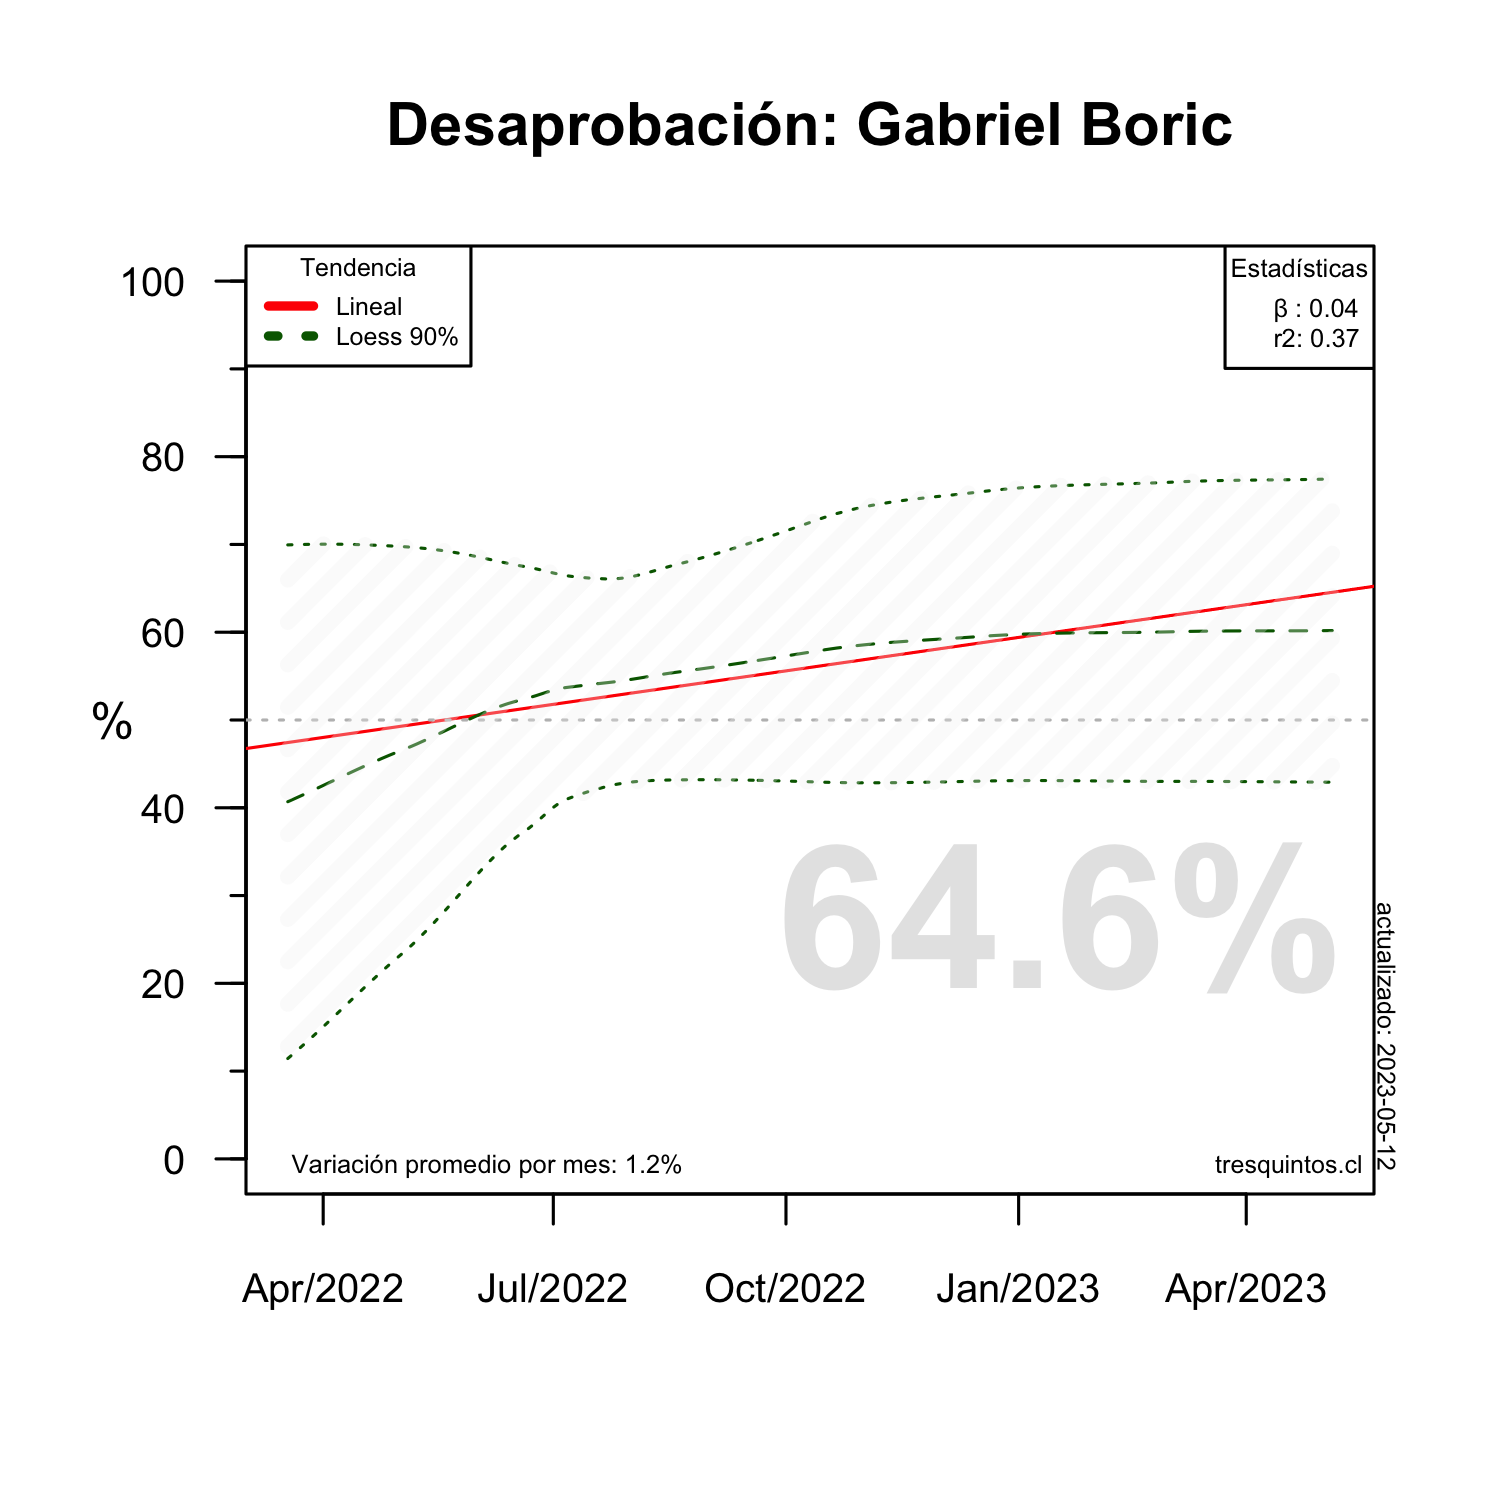 Desaprobación: Gabriel Boric
Tendencia
Lineal
Loess 90%
Estadísticas
β : 0.04
r2: 0.37
100
80
60
%
40
20
0
64.6%
actualizado: 2023-05-12
Variación promedio por mes: 1.2%
tresquintos.cl
Apr/2022
Jul/2022
Oct/2022
Jan/2023
Apr/2023